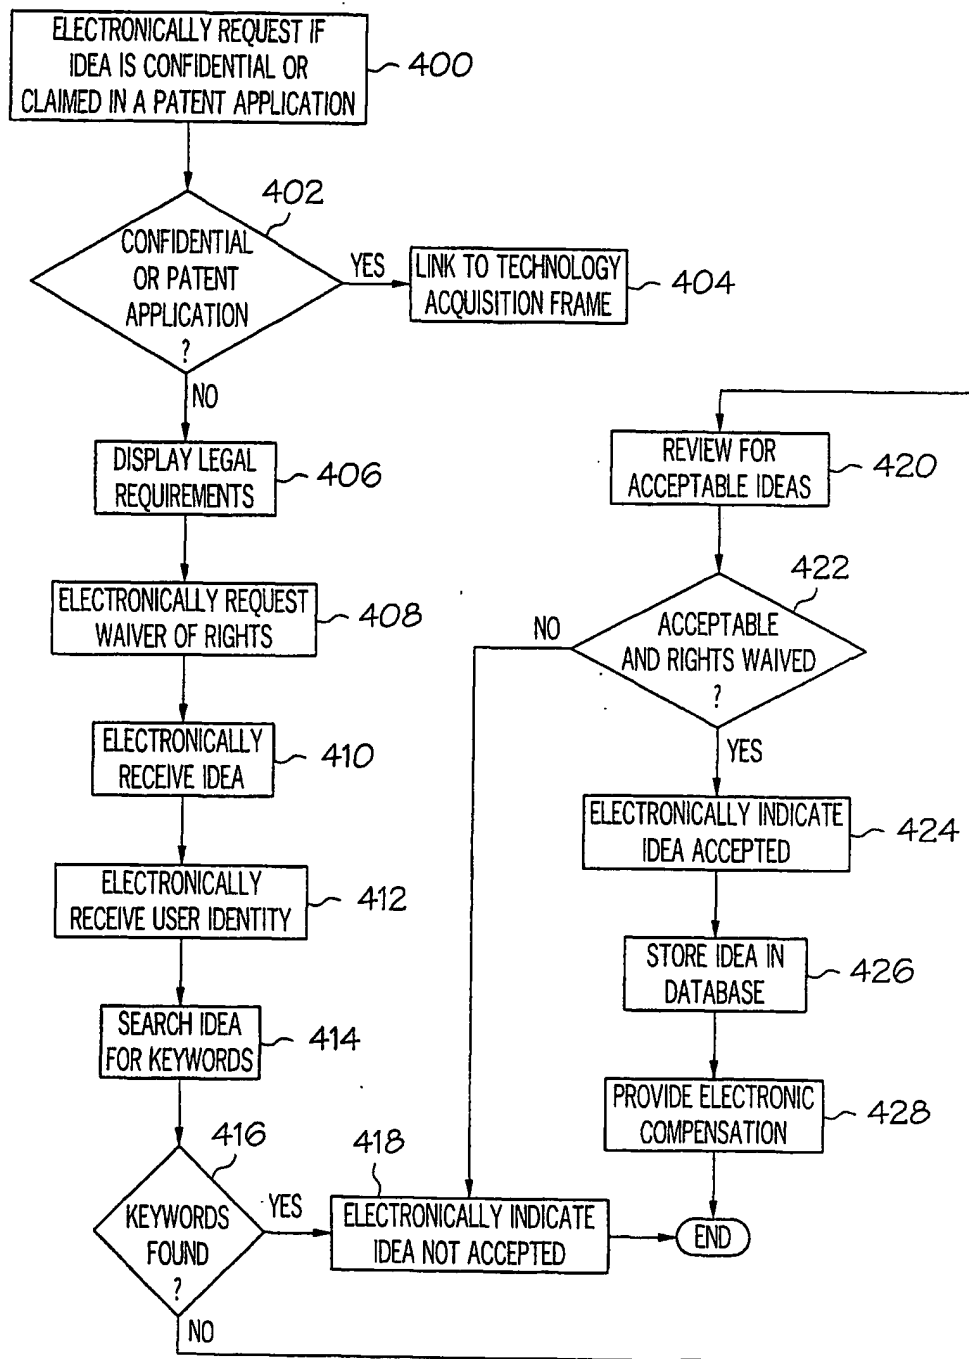 ELECTRONICALLY REQUEST IF
IDEA IS CONFIDENTIAL OR
CLAIMED IN A PATENT APPLICATION
400
402
CONFIDENTIAL
OR PATENT
APPLICATION
?
YES
LINK TO TECHNOLOGY
ACQUISITION FRAME
404
NO
DISPLAY LEGAL
REQUIREMENTS
406
ELECTRONICALLY REQUEST
WAIVER OF RIGHTS
408
ELECTRONICALLY
RECEIVE IDEA
410
ELECTRONICALLY
RECEIVE USER IDENTITY
412
SEARCH IDEA
FOR KEYWORDS
414
416
KEYWORDS
FOUND
?
YES
NO
418
ELECTRONICALLY INDICATE
IDEA NOT ACCEPTED
REVIEW FOR
ACCEPTABLE IDEAS
420
422
ACCEPTABLE
AND RIGHTS WAIVED
?
NO
YES
ELECTRONICALLY INDICATE
IDEA ACCEPTED
424
STORE IDEA IN
DATABASE
426
PROVIDE ELECTRONIC
COMPENSATION
428
END